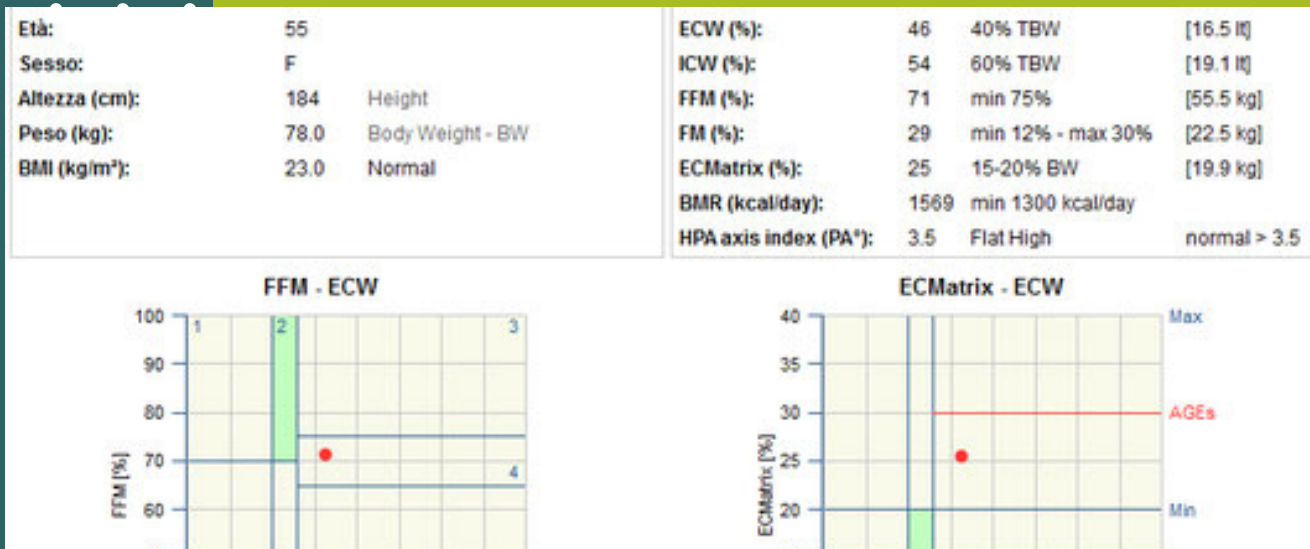 Età: 55
Sesso: F
Altezza (cm): 184 Height
Peso (kg): 78.0 Body Weight - BW
BMI (kg/m²): 23.0 Normal
ECW (%): 46 40% TBW [16.5 lt]
ICW (%): 54 60% TBW [19.1 lt]
FFM (%): 71 min 75% [55.5 kg]
FM (%): 29 min 12% - max 30% [22.5 kg]
ECMatrix (%): 25 15-20% BW [19.9 kg]
BMR (kcal/day): 1569 min 1300 kcal/day
HPA axis index (PA°): 3.5 Flat High normal > 3.5
FFM - ECW
100
90
80
70
60
FFM [%]
1
2
3
4
ECMatrix - ECW
40
35
30
25
20
ECMatrix [%]
Max
AGEs
Min